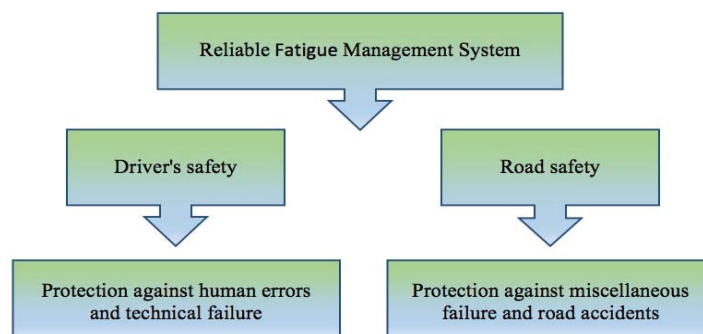 Reliable Fatigue Management System
Driver's safety
Road safety
Protection against human errors
and technical failure
Protection against miscellaneous
failure and road accidents